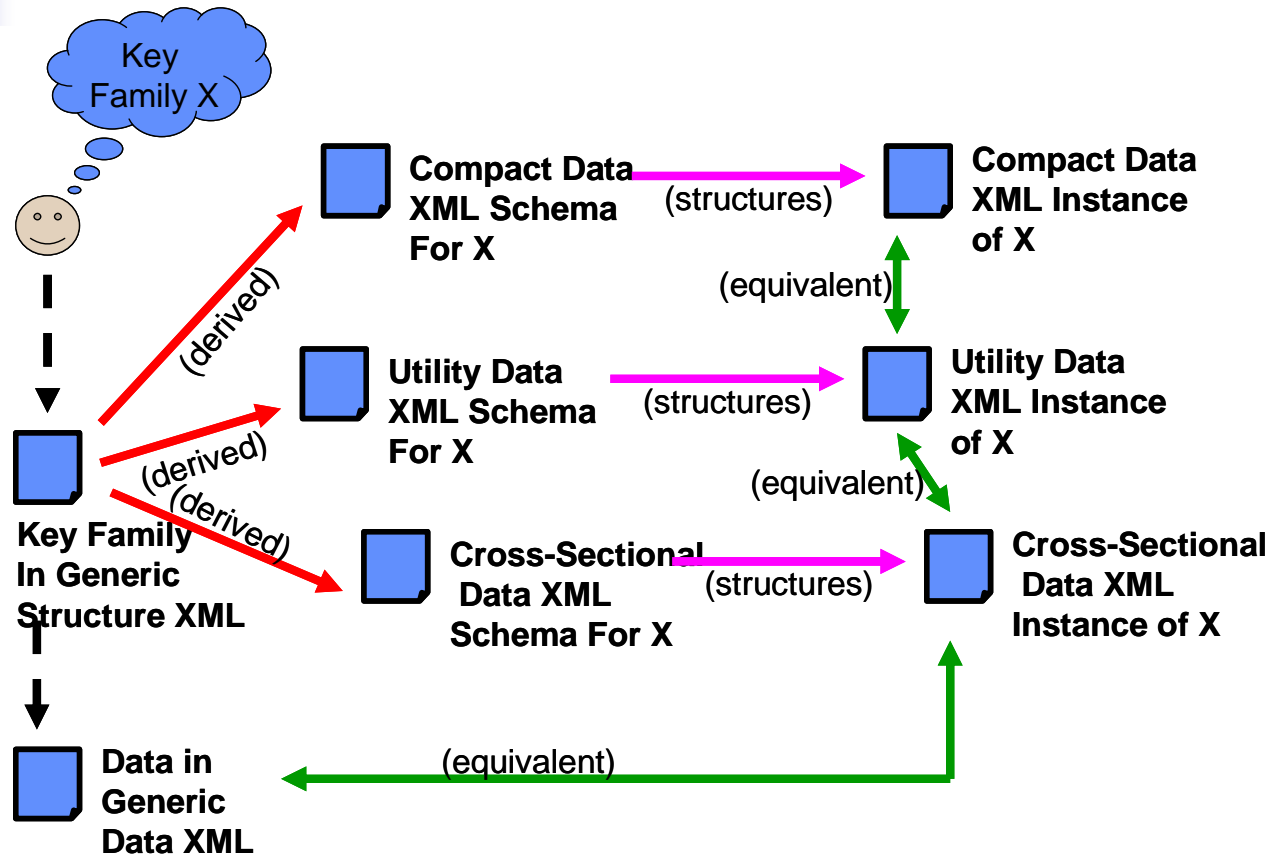 Key
Family X
Compact Data
XML Schema
For X
(structures)
Compact Data
XML Instance
of X
(derived)
(equivalent)
Utility Data
XML Schema
For X
(structures)
Utility Data
XML Instance
of X
(derived)
(equivalent)
(derived)
Key Family
In Generic
Structure XML
Cross-Sectional
Data XML
Schema For X
(structures)
Cross-Sectional
Data XML
Instance of X
(equivalent)
Data in
Generic
Data XML